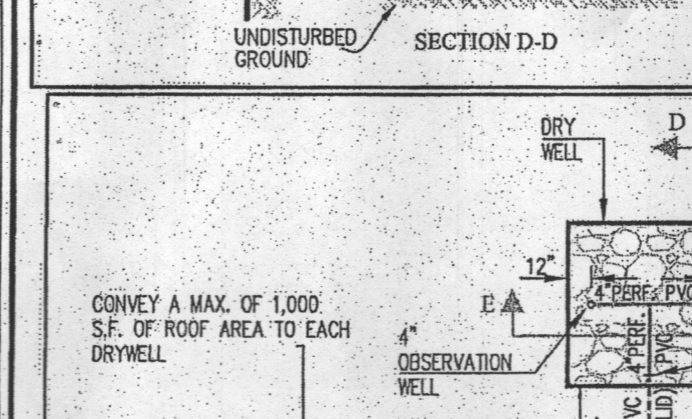 UNDISTURBED
GROUND
SECTION D-D
DRY
WELL
D
12"
4" PERF. PVC
E
CONVEY A MAX. OF 1,000
S.F. OF ROOF AREA TO EACH
DRYWELL
4"
OBSERVATION
WELL
4" PERF.
PVC